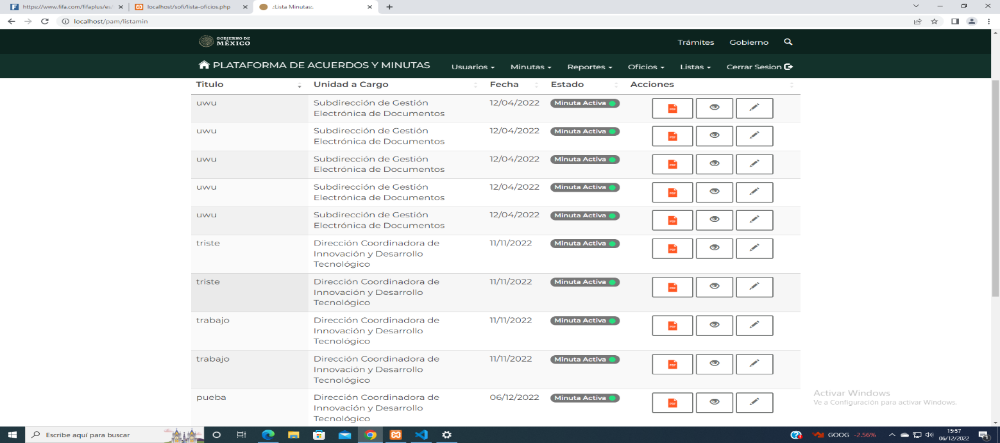 https://www.fifa.com/fifaplus/es/
localhost/sofi/lista-oficios.php
.:Lista Minutas:.
localhost/pam/listamin
GOBIERNO DE
MÉXICO
Trámites Gobierno
PLATAFORMA DE ACUERDOS Y MINUTAS Usuarios Minutas Reportes Oficios Listas Cerrar Sesion
Titulo Unidad a Cargo Fecha Estado Acciones
uwu Subdirección de Gestión 12/04/2022 Minuta Activa PDF
Electrónica de Documentos
uwu Subdirección de Gestión 12/04/2022 Minuta Activa PDF
Electrónica de Documentos
uwu Subdirección de Gestión 12/04/2022 Minuta Activa PDF
Electrónica de Documentos
uwu Subdirección de Gestión 12/04/2022 Minuta Activa PDF
Electrónica de Documentos
uwu Subdirección de Gestión 12/04/2022 Minuta Activa PDF
Electrónica de Documentos
triste Dirección Coordinadora de 11/11/2022 Minuta Activa PDF
Innovación y Desarrollo
Tecnológico
triste Dirección Coordinadora de 11/11/2022 Minuta Activa PDF
Innovación y Desarrollo
Tecnológico
trabajo Dirección Coordinadora de 11/11/2022 Minuta Activa PDF
Innovación y Desarrollo
Tecnológico
trabajo Dirección Coordinadora de 11/11/2022 Minuta Activa PDF
Innovación y Desarrollo
Tecnológico
pueba Dirección Coordinadora de 06/12/2022 Minuta Activa PDF
Innovación y Desarrollo
Tecnológico
Activar Windows
Ve a Configuración para activar Windows.
Escribe aquí para buscar
GOOG -2.56%
15:57
06/12/2022
1